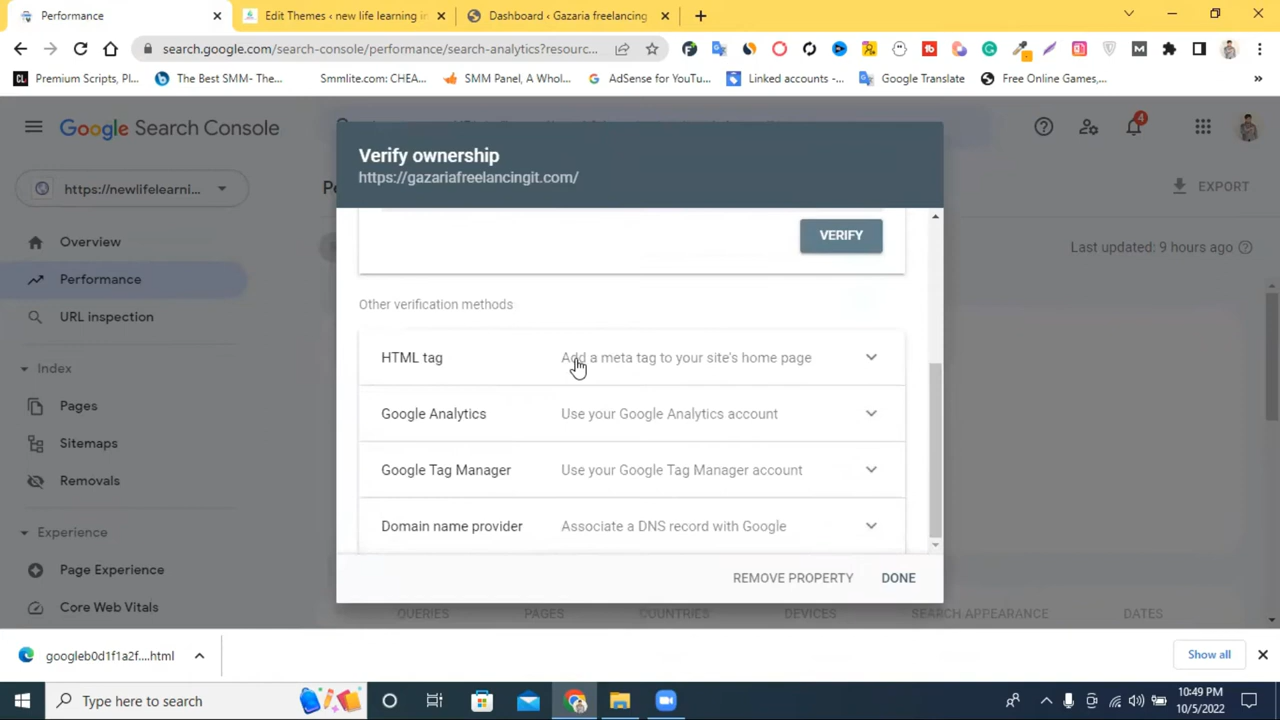 Performance
Edit Themes ‹ new life learning in
Dashboard ‹ Gazaria freelancing
search.google.com/search-console/performance/search-analytics?resourc...
Premium Scripts, Pl...
The Best SMM- The...
Smmlite.com: CHEA...
SMM Panel, A Whol...
AdSense for YouTu...
Linked accounts -...
Google Translate
Free Online Games,...
Google Search Console
4
https://newlifelearni...
EXPORT
Verify ownership
https://gazariafreelancingit.com/
Overview
VERIFY
Last updated: 9 hours ago
Performance
Other verification methods
URL inspection
HTML tag
Add a meta tag to your site's home page
Index
Pages
Google Analytics
Use your Google Analytics account
Sitemaps
Google Tag Manager
Use your Google Tag Manager account
Removals
Domain name provider
Associate a DNS record with Google
Experience
Page Experience
REMOVE PROPERTY
DONE
Core Web Vitals
QUERIES
PAGES
COUNTRIES
DEVICES
SEARCH APPEARANCE
DATES
googleb0d1f1a2f....html
Show all
Type here to search
10:49 PM
10/5/2022